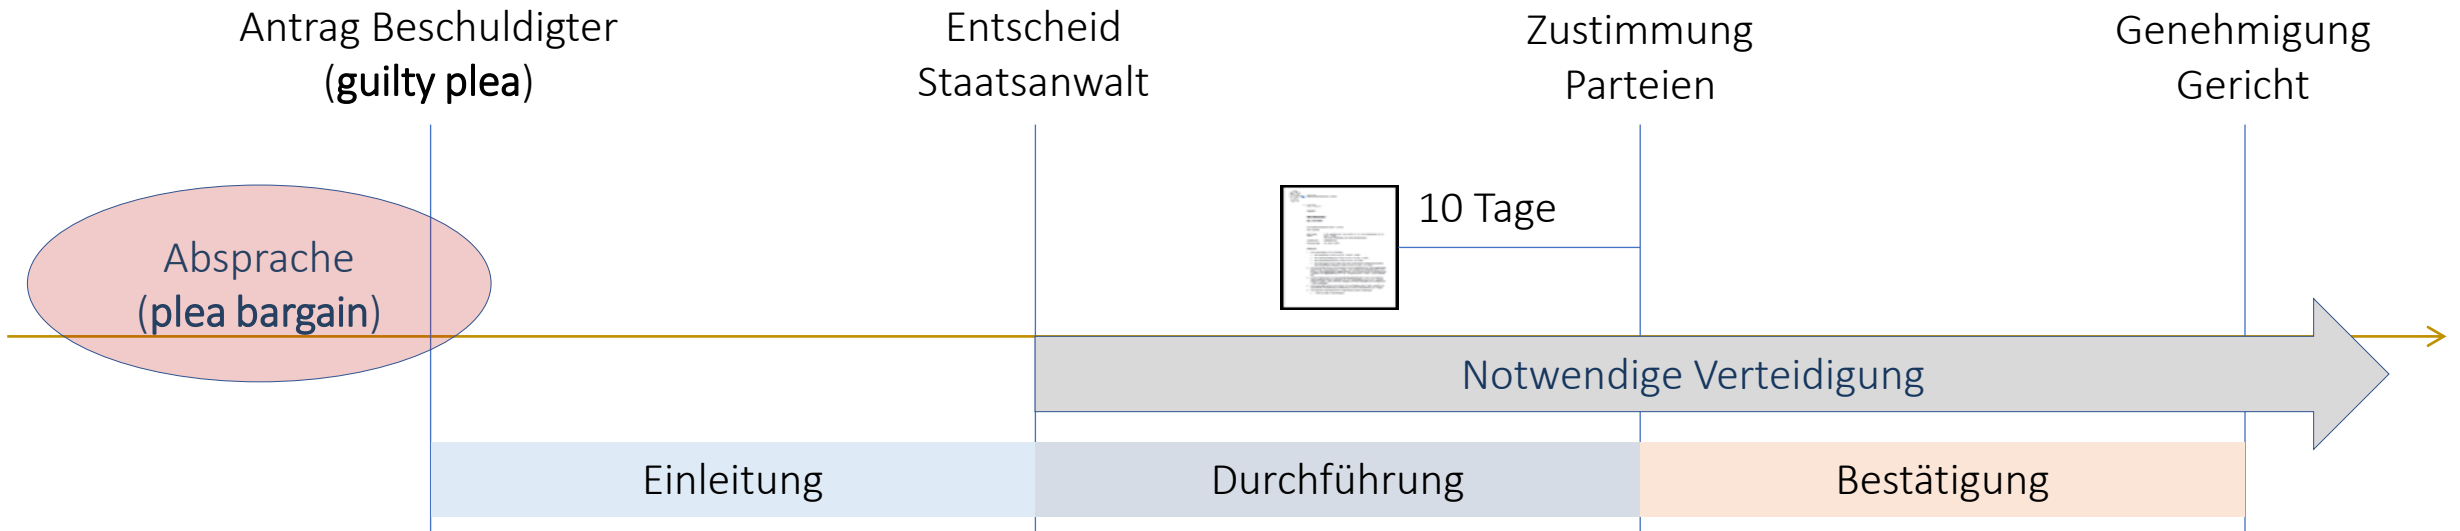 Antrag Beschuldigter
(guilty plea)
Entscheid
Staatsanwalt
Zustimmung
Parteien
Genehmigung
Gericht
10 Tage
Absprache
(plea bargain)
Notwendige Verteidigung
Einleitung
Durchführung
Bestätigung